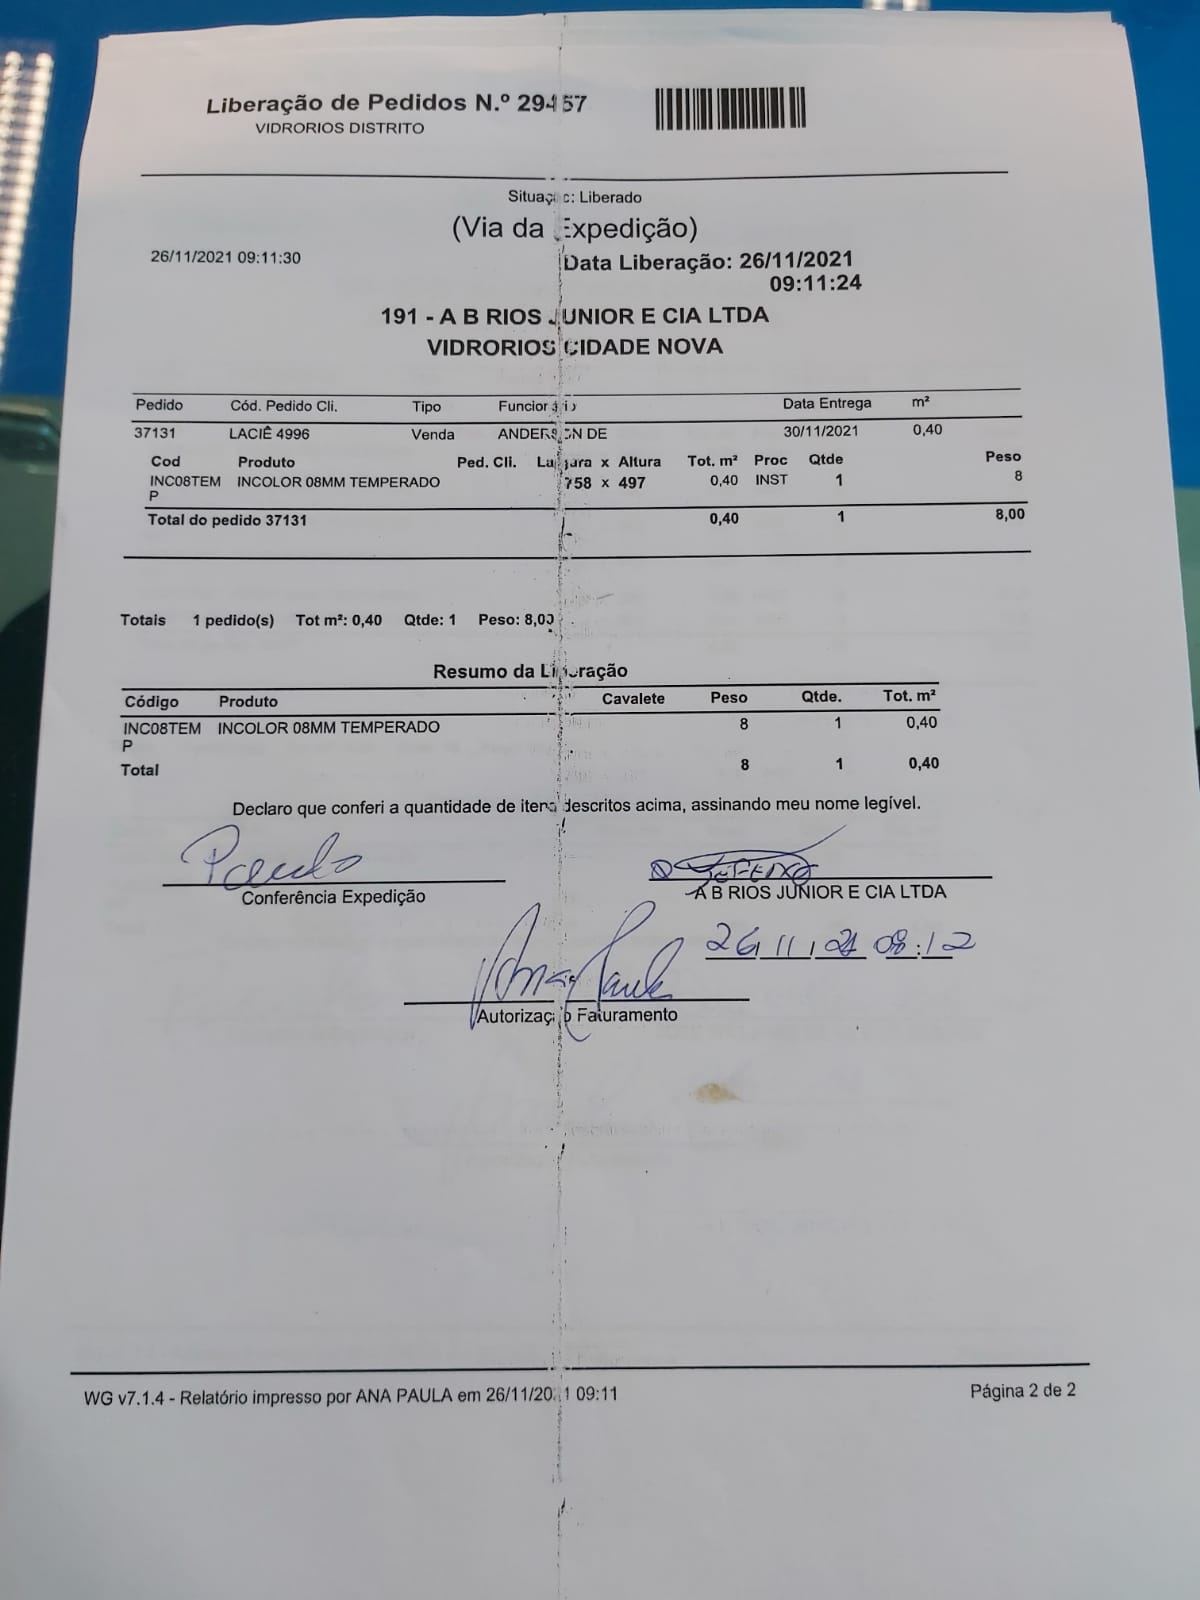 Liberação de Pedidos N.º 29457
VIDRORIOS DISTRITO
Situação: Liberado
(Via da Expedição)
26/11/2021 09:11:30
Data Liberação: 26/11/2021
09:11:24
191 - A B RIOS JUNIOR E CIA LTDA
VIDRORIOS CIDADE NOVA
Pedido Cód. Pedido Cli. Tipo Funcionário Data Entrega m²
37131 LACIÊ 4996 Venda ANDERSON DE 30/11/2021 0,40
Cod Produto Ped. Cli. Largura x Altura Tot. m² Proc Qtde Peso
INC08TEM INCOLOR 08MM TEMPERADO 758 x 497 0,40 INST 1 8
P
Total do pedido 37131 0,40 1 8,00
Totais 1 pedido(s) Tot m²: 0,40 Qtde: 1 Peso: 8,00
Resumo da Liberação
Código Produto Cavalete Peso Qtde. Tot. m²
INC08TEM INCOLOR 08MM TEMPERADO 8 1 0,40
P
Total 8 1 0,40
Declaro que conferi a quantidade de itens descritos acima, assinando meu nome legível.
Conferência Expedição
A B RIOS JUNIOR E CIA LTDA
26/11/21 09:12
Ana Paula
Autorização Faturamento
WG v7.1.4 - Relatório impresso por ANA PAULA em 26/11/2021 09:11 Página 2 de 2